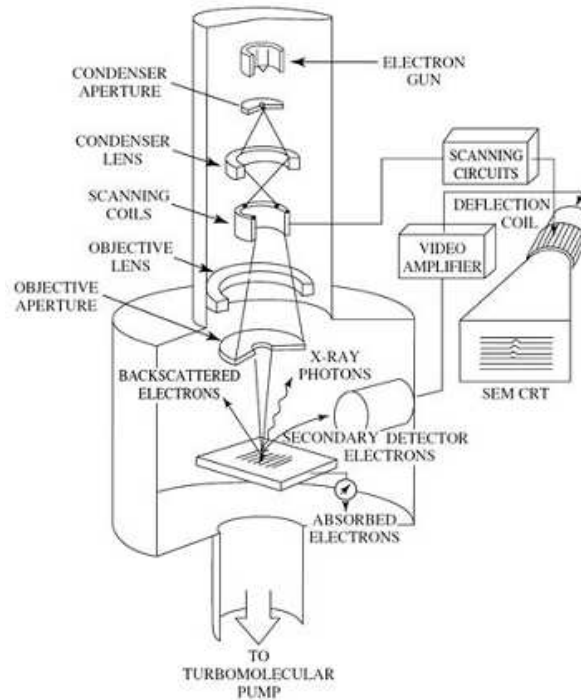 ELECTRON
GUN
CONDENSER
APERTURE
CONDENSER
LENS
SCANNING
CIRCUITS
SCANNING
COILS
DEFLECTION
COIL
VIDEO
AMPLIFIER
OBJECTIVE
LENS
OBJECTIVE
APERTURE
X-RAY
PHOTONS
BACKSCATTERED
ELECTRONS
SEM CRT
SECONDARY DETECTOR
ELECTRONS
ABSORBED
ELECTRONS
TO
TURBOMOLECULAR
PUMP